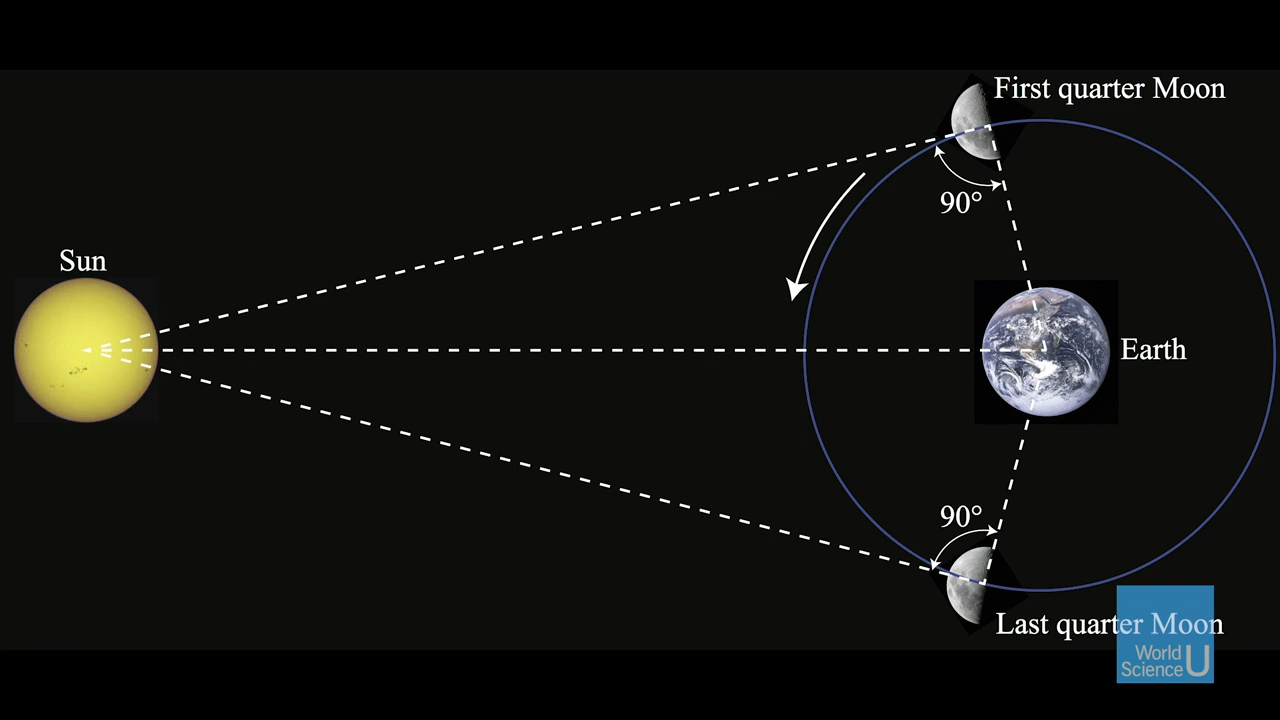 First quarter Moon
90°
Sun
Earth
90°
Last quarter Moon
World
Science U